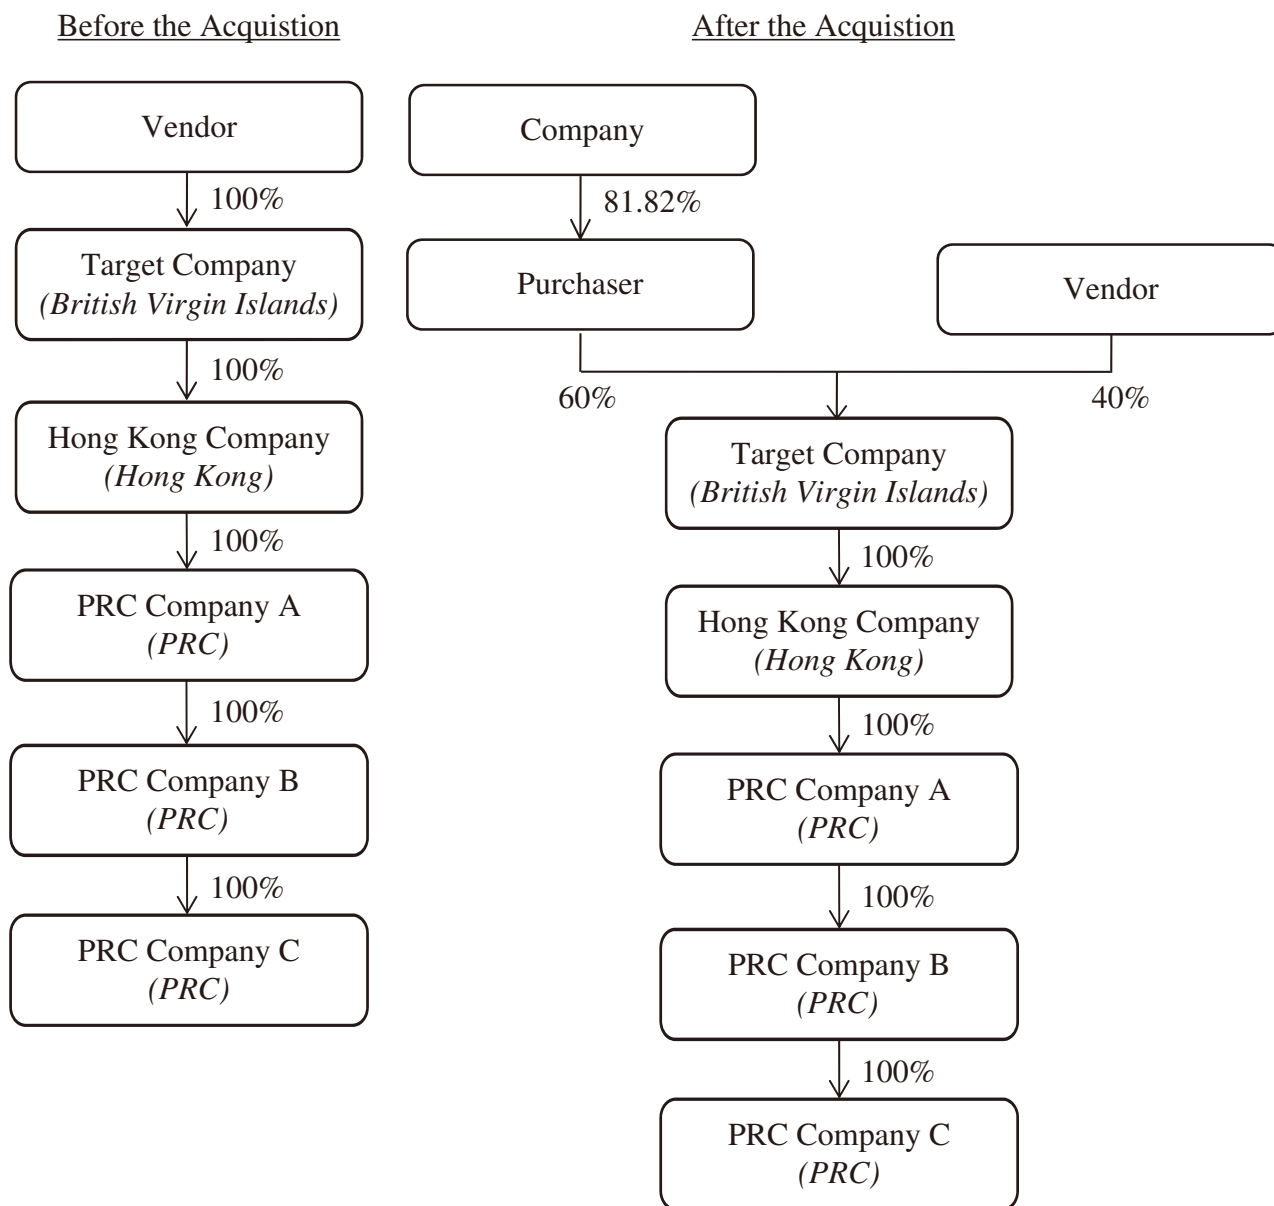 Before the Acquistion
Vendor
100%
Target Company
(British Virgin Islands)
100%
Hong Kong Company
(Hong Kong)
100%
PRC Company A
(PRC)
100%
PRC Company B
(PRC)
100%
PRC Company C
(PRC)
After the Acquistion
Company
81.82%
Purchaser
Vendor
60%
40%
Target Company
(British Virgin Islands)
100%
Hong Kong Company
(Hong Kong)
100%
PRC Company A
(PRC)
100%
PRC Company B
(PRC)
100%
PRC Company C
(PRC)